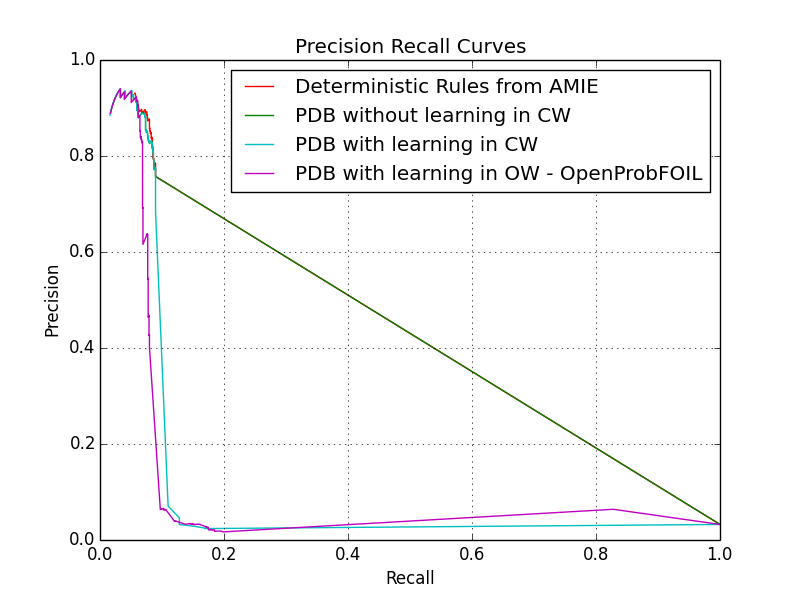 Precision Recall Curves
Deterministic Rules from AMIE
PDB without learning in CW
PDB with learning in CW
PDB with learning in OW - OpenProbFOIL
1.0
0.8
0.6
0.4
0.2
0.0
Precision
0.0 0.2 0.4 0.6 0.8 1.0
Recall